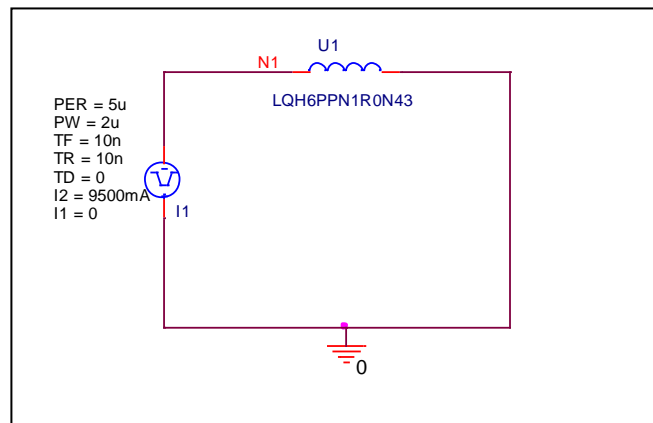 U1
N1
LQH6PPN1R0N43
PER = 5u
PW = 2u
TF = 10n
TR = 10n
TD = 0
I2 = 9500mA
I1 = 0
I1
0